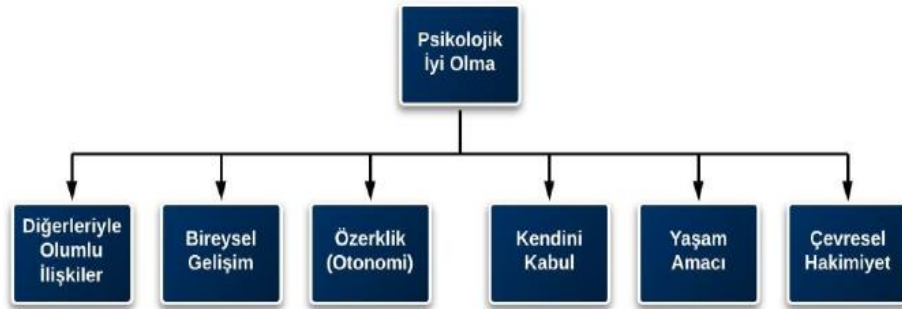 Psikolojik
İyi Olma
Diğerleriyle
Olumlu
İlişkiler
Bireysel
Gelişim
Özerklik
(Otonomi)
Kendini
Kabul
Yaşam
Amacı
Çevresel
Hakimiyet